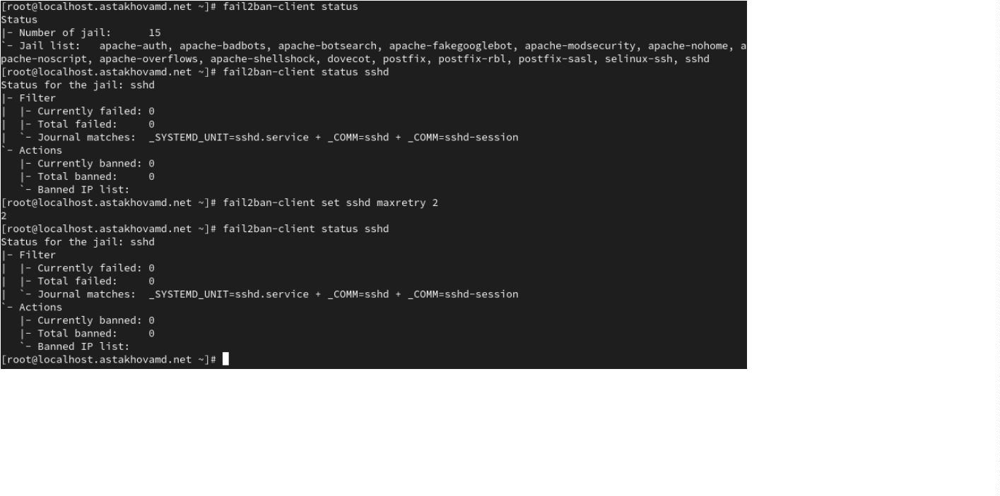 [root@localhost.astakhovamd.net ~]# fail2ban-client status
Status
|- Number of jail:      15
`- Jail list:   apache-auth, apache-badbots, apache-botsearch, apache-fakegooglebot, apache-modsecurity, apache-nohome, a
pache-noscript, apache-overflows, apache-shellshock, dovecot, postfix, postfix-rbl, postfix-sasl, selinux-ssh, sshd
[root@localhost.astakhovamd.net ~]# fail2ban-client status sshd
Status for the jail: sshd
|- Filter
|  |- Currently failed: 0
|  |- Total failed:     0
|  `- Journal matches:  _SYSTEMD_UNIT=sshd.service + _COMM=sshd + _COMM=sshd-session
`- Actions
   |- Currently banned: 0
   |- Total banned:     0
   `- Banned IP list:
[root@localhost.astakhovamd.net ~]# fail2ban-client set sshd maxretry 2
2
[root@localhost.astakhovamd.net ~]# fail2ban-client status sshd
Status for the jail: sshd
|- Filter
|  |- Currently failed: 0
|  |- Total failed:     0
|  `- Journal matches:  _SYSTEMD_UNIT=sshd.service + _COMM=sshd + _COMM=sshd-session
`- Actions
   |- Currently banned: 0
   |- Total banned:     0
   `- Banned IP list:
[root@localhost.astakhovamd.net ~]#